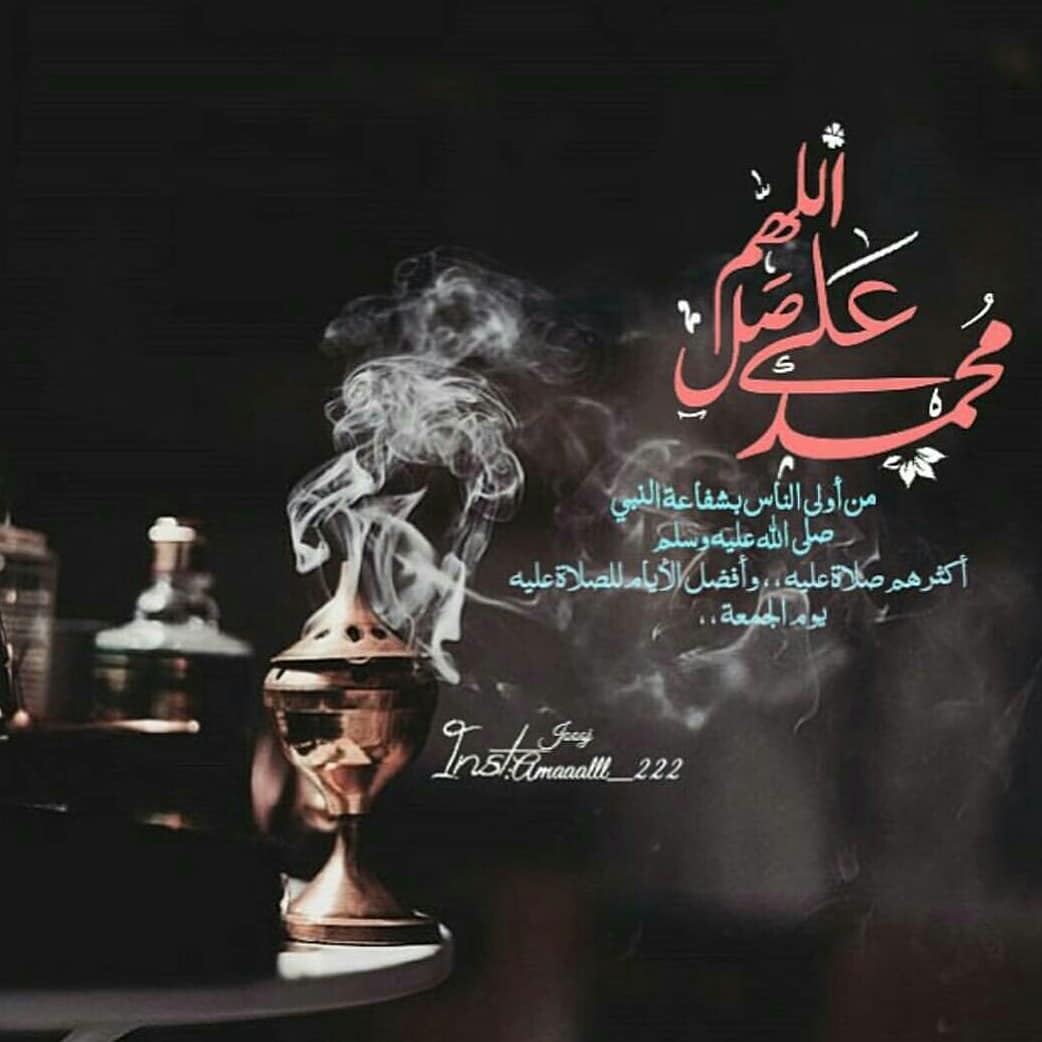 اللهم
صل على
محمد
من أولى الناس بشفاعة النبي
صلى الله عليه وسلم
أكثرهم صلاة عليه،، وأفضل الأيام للصلاة عليه
يوم الجمعة،،
Inst:Amaaalll_222